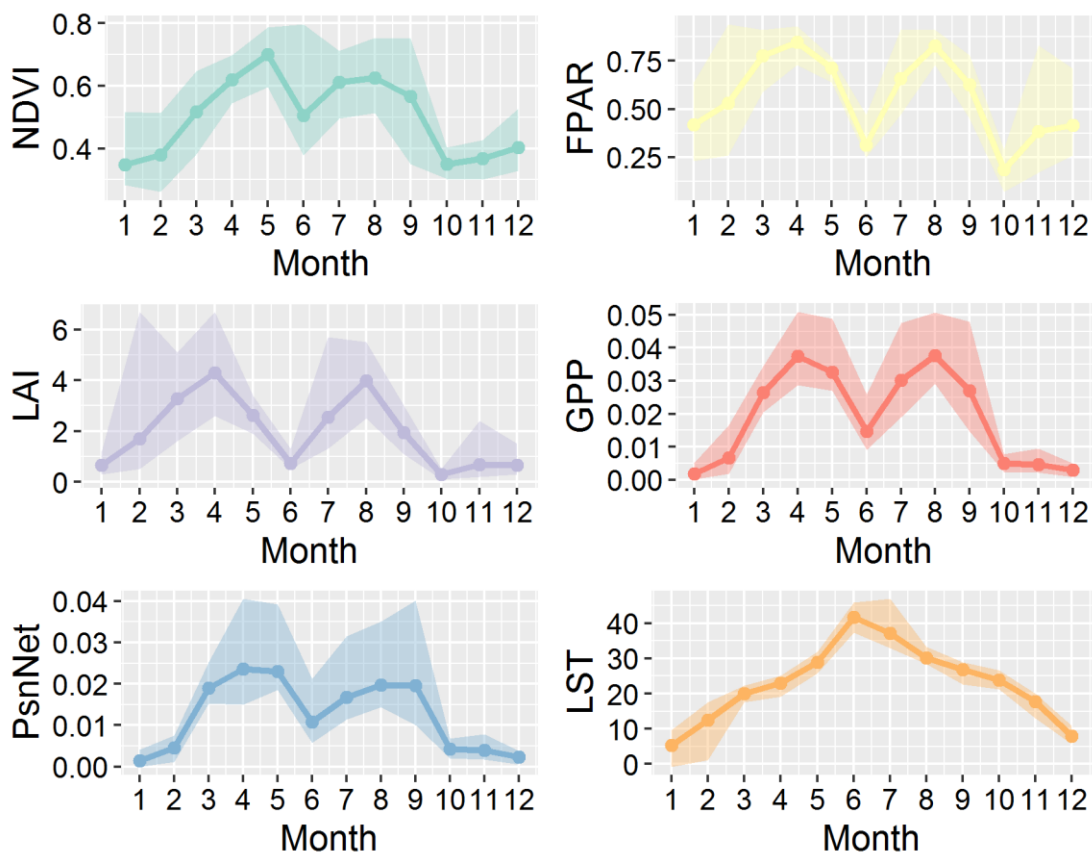 NDVI
0.8
0.6
0.4
1 2 3 4 5 6 7 8 9 10 11 12
Month
FPAR
0.75
0.50
0.25
1 2 3 4 5 6 7 8 9 10 11 12
Month
LAI
6
4
2
0
1 2 3 4 5 6 7 8 9 10 11 12
Month
GPP
0.05
0.04
0.03
0.02
0.01
0.00
1 2 3 4 5 6 7 8 9 10 11 12
Month
PsnNet
0.04
0.03
0.02
0.01
0.00
1 2 3 4 5 6 7 8 9 10 11 12
Month
LST
40
30
20
10
0
1 2 3 4 5 6 7 8 9 10 11 12
Month